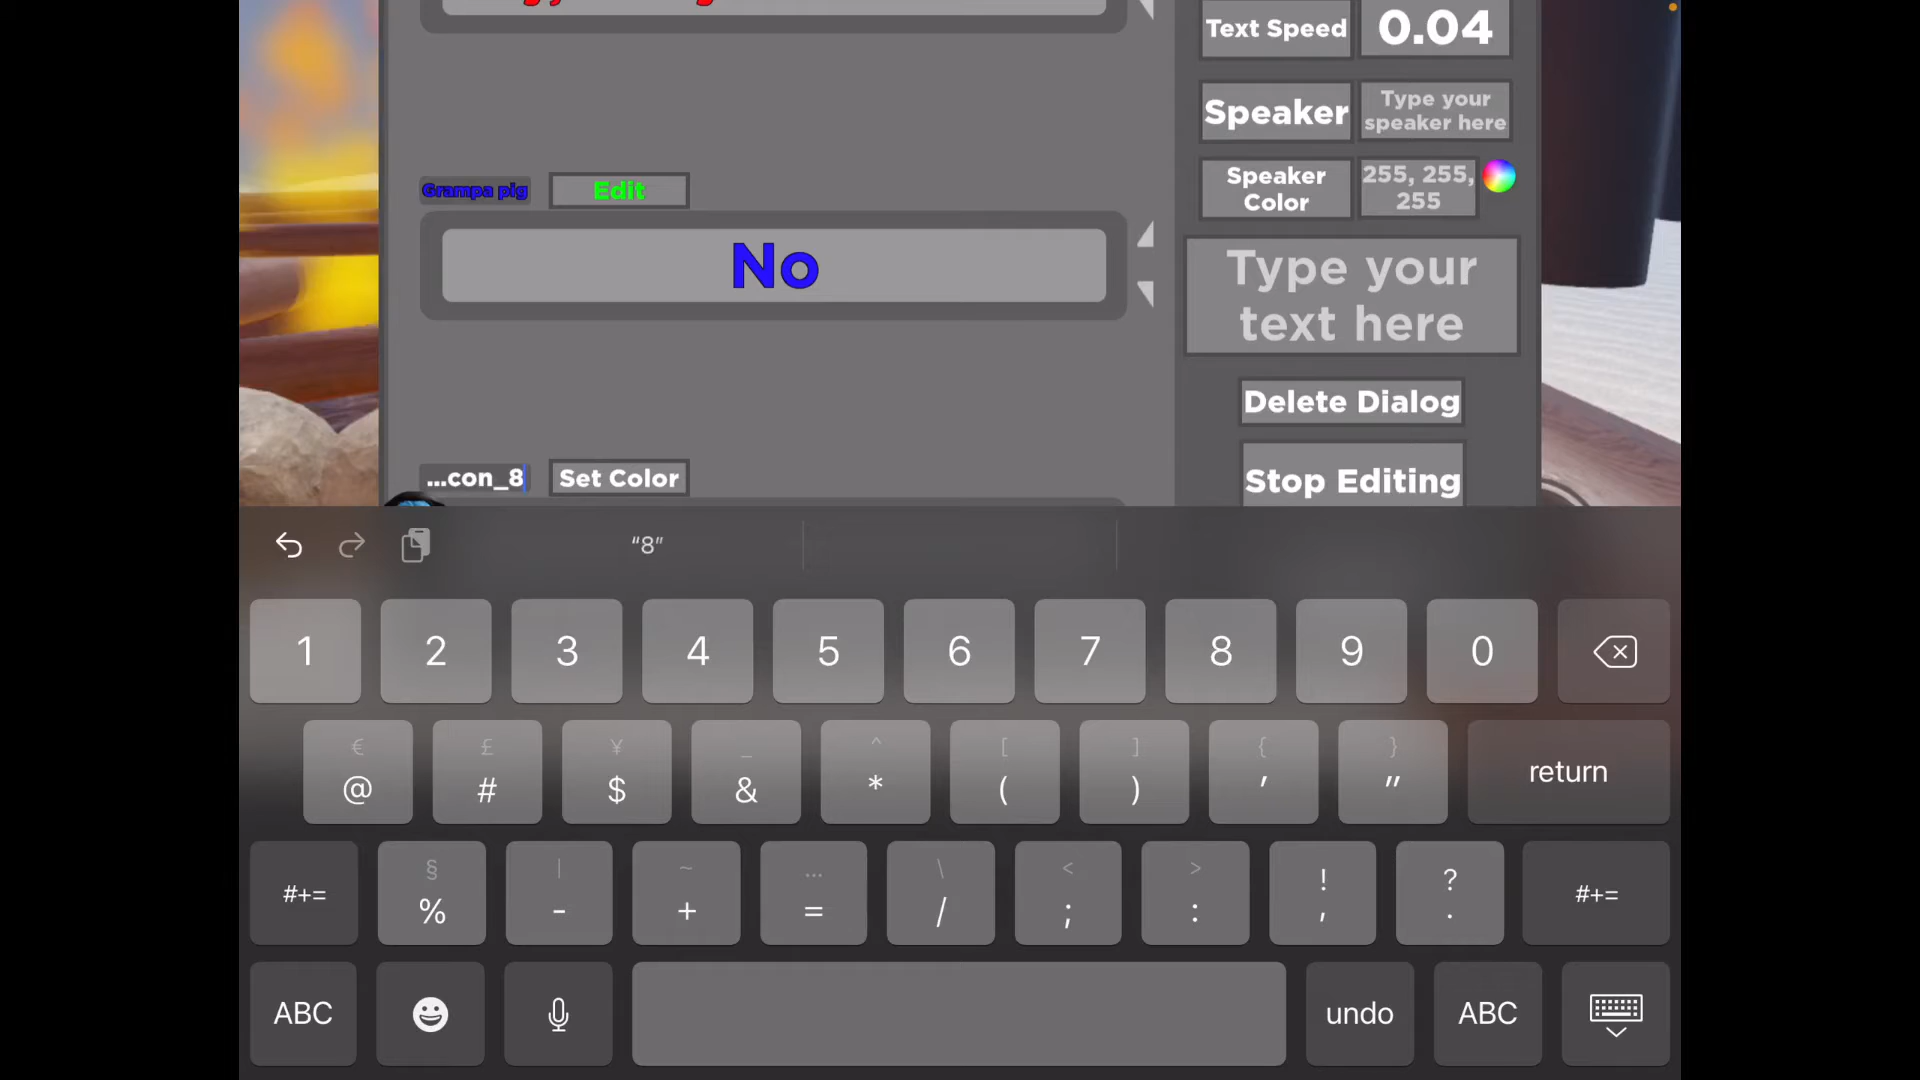 Text Speed
0.04
Speaker
Type your
speaker here
Grampa pig
Edit
Speaker
Color
255, 255,
255
No
Type your
text here
Delete Dialog
...con_8
Set Color
Stop Editing
“8”
1 2 3 4 5 6 7 8 9 0
€ £ ¥ _ ^ [ ] { }
@ # $ & * ( ) ' " return
§ | ~ ... \ < > ! ?
#+= % - + = / ; : , . #+=
ABC undo ABC